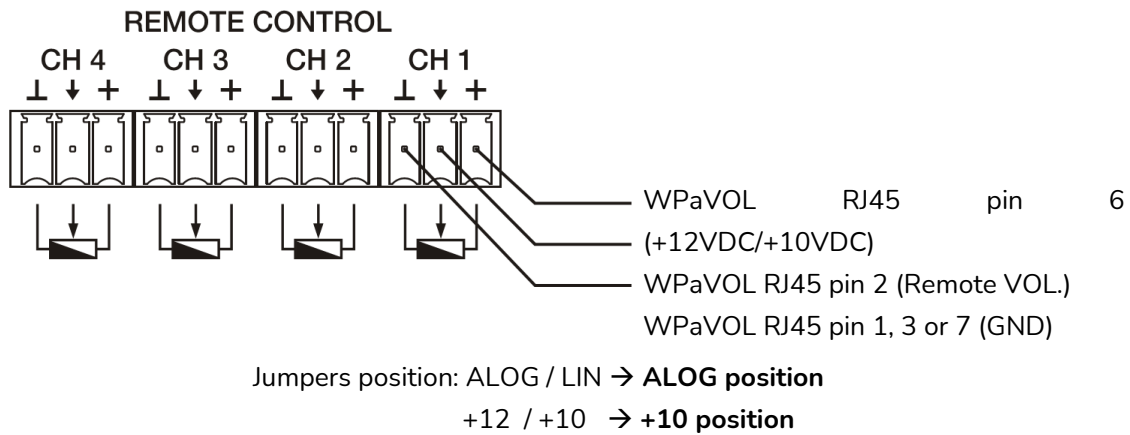 REMOTE CONTROL
CH 4 CH 3 CH 2 CH 1
⊥ ↓ + ⊥ ↓ + ⊥ ↓ + ⊥ ↓ +
WPaVOL RJ45 pin 6
(+12VDC/+10VDC)
WPaVOL RJ45 pin 2 (Remote VOL.)
WPaVOL RJ45 pin 1, 3 or 7 (GND)
Jumpers position: ALOG / LIN → ALOG position
+12 / +10 → +10 position